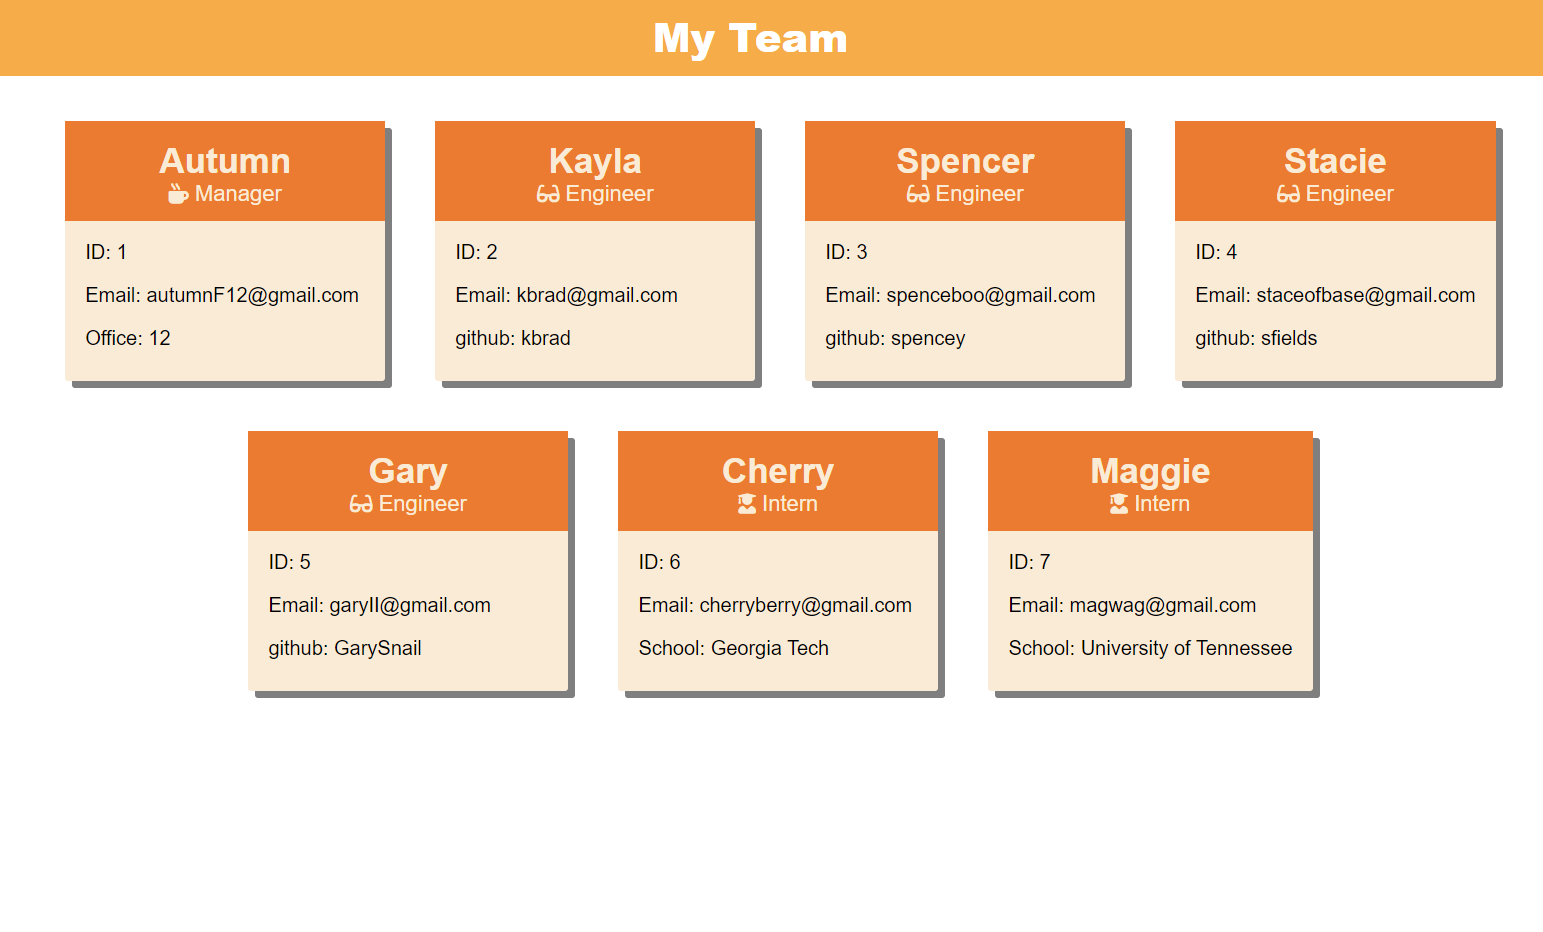 My Team
Autumn
Manager
ID: 1
Email: autumnF12@gmail.com
Office: 12
Kayla
Engineer
ID: 2
Email: kbrad@gmail.com
github: kbrad
Spencer
Engineer
ID: 3
Email: spenceboo@gmail.com
github: spencey
Stacie
Engineer
ID: 4
Email: staceofbase@gmail.com
github: sfields
Gary
Engineer
ID: 5
Email: garyII@gmail.com
github: GarySnail
Cherry
Intern
ID: 6
Email: cherryberry@gmail.com
School: Georgia Tech
Maggie
Intern
ID: 7
Email: magwag@gmail.com
School: University of Tennessee